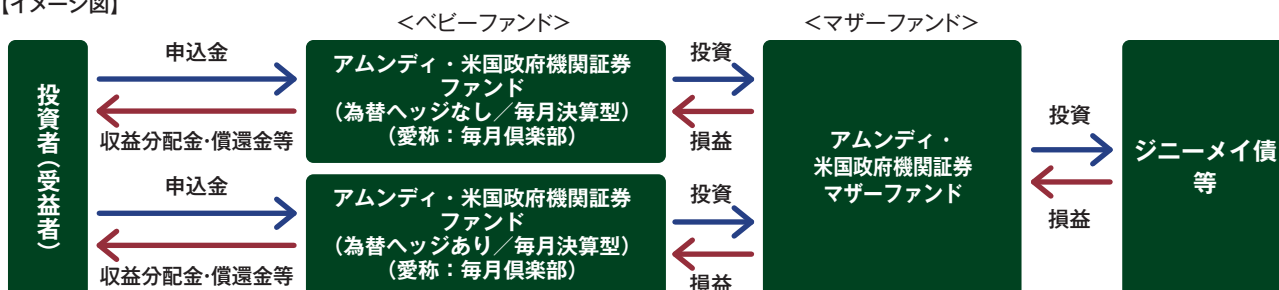 【イメージ図】
＜ベビーファンド＞
＜マザーファンド＞
投資者（受益者）
申込金
収益分配金・償還金等
アムンディ・米国政府機関証券
ファンド
（為替ヘッジなし／毎月決算型）
（愛称：毎月倶楽部）
投資
損益
申込金
収益分配金・償還金等
アムンディ・米国政府機関証券
ファンド
（為替ヘッジあり／毎月決算型）
（愛称：毎月倶楽部）
投資
損益
アムンディ・
米国政府機関証券
マザーファンド
投資
損益
ジニーメイ債
等